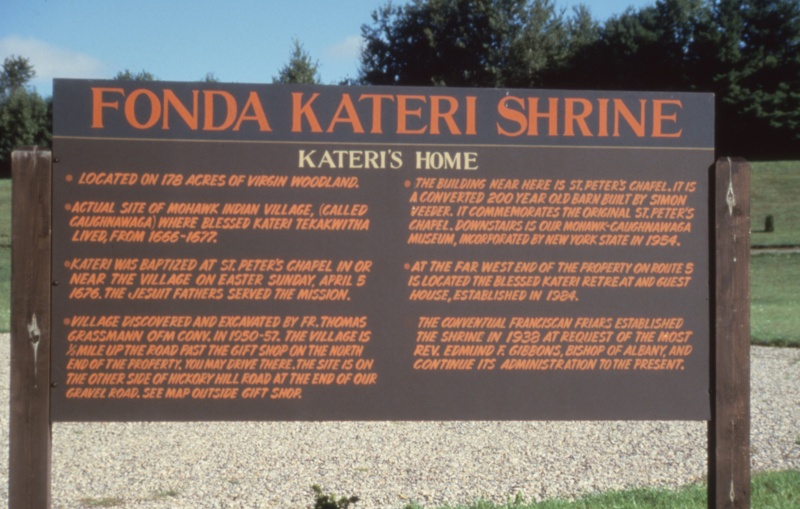 FONDA KATERI SHRINE
KATERI'S HOME
• LOCATED ON 178 ACRES OF VIRGIN WOODLAND.
• ACTUAL SITE OF MOHAWK INDIAN VILLAGE, (CALLED
CAUGHNAWAGA) WHERE BLESSED KATERI TEKAKWITHA
LIVED, FROM 1666-1677.
• KATERI WAS BAPTIZED AT ST. PETER'S CHAPEL IN OR
NEAR THE VILLAGE ON EASTER SUNDAY, APRIL 5
1676. THE JESUIT FATHERS SERVED THE MISSION.
• VILLAGE DISCOVERED AND EXCAVATED BY FR. THOMAS
GRASSMANN OFM CONV. IN 1950-57. THE VILLAGE IS
MILE UP THE ROAD PAST THE GIFT SHOP ON THE NORTH
END OF THE PROPERTY. YOU MAY DRIVE THERE. THE SITE IS ON
THE OTHER SIDE OF HICKORY HILL ROAD AT THE END OF OUR
GRAVEL ROAD. SEE MAP OUTSIDE GIFT SHOP.
• THE BUILDING NEAR HERE IS ST. PETER'S CHAPEL. IT IS
A CONVERTED 200 YEAR OLD BARN BUILT BY SIMON
VEEDER. IT COMMEMORATES THE ORIGINAL ST. PETER'S
CHAPEL. DOWNSTAIRS IS OUR MOHAWK-CAUGHNAWAGA
MUSEUM, INCORPORATED BY NEW YORK STATE IN 1954.
• AT THE FAR WEST END OF THE PROPERTY ON ROUTE 5
IS LOCATED THE BLESSED KATERI RETREAT AND GUEST
HOUSE, ESTABLISHED IN 1984.
THE CONVENTUAL FRANCISCAN FRIARS ESTABLISHED
THE SHRINE IN 1938 AT REQUEST OF THE MOST
REV. EDMUND F. GIBBONS, BISHOP OF ALBANY, AND
CONTINUE ITS ADMINISTRATION TO THE PRESENT.